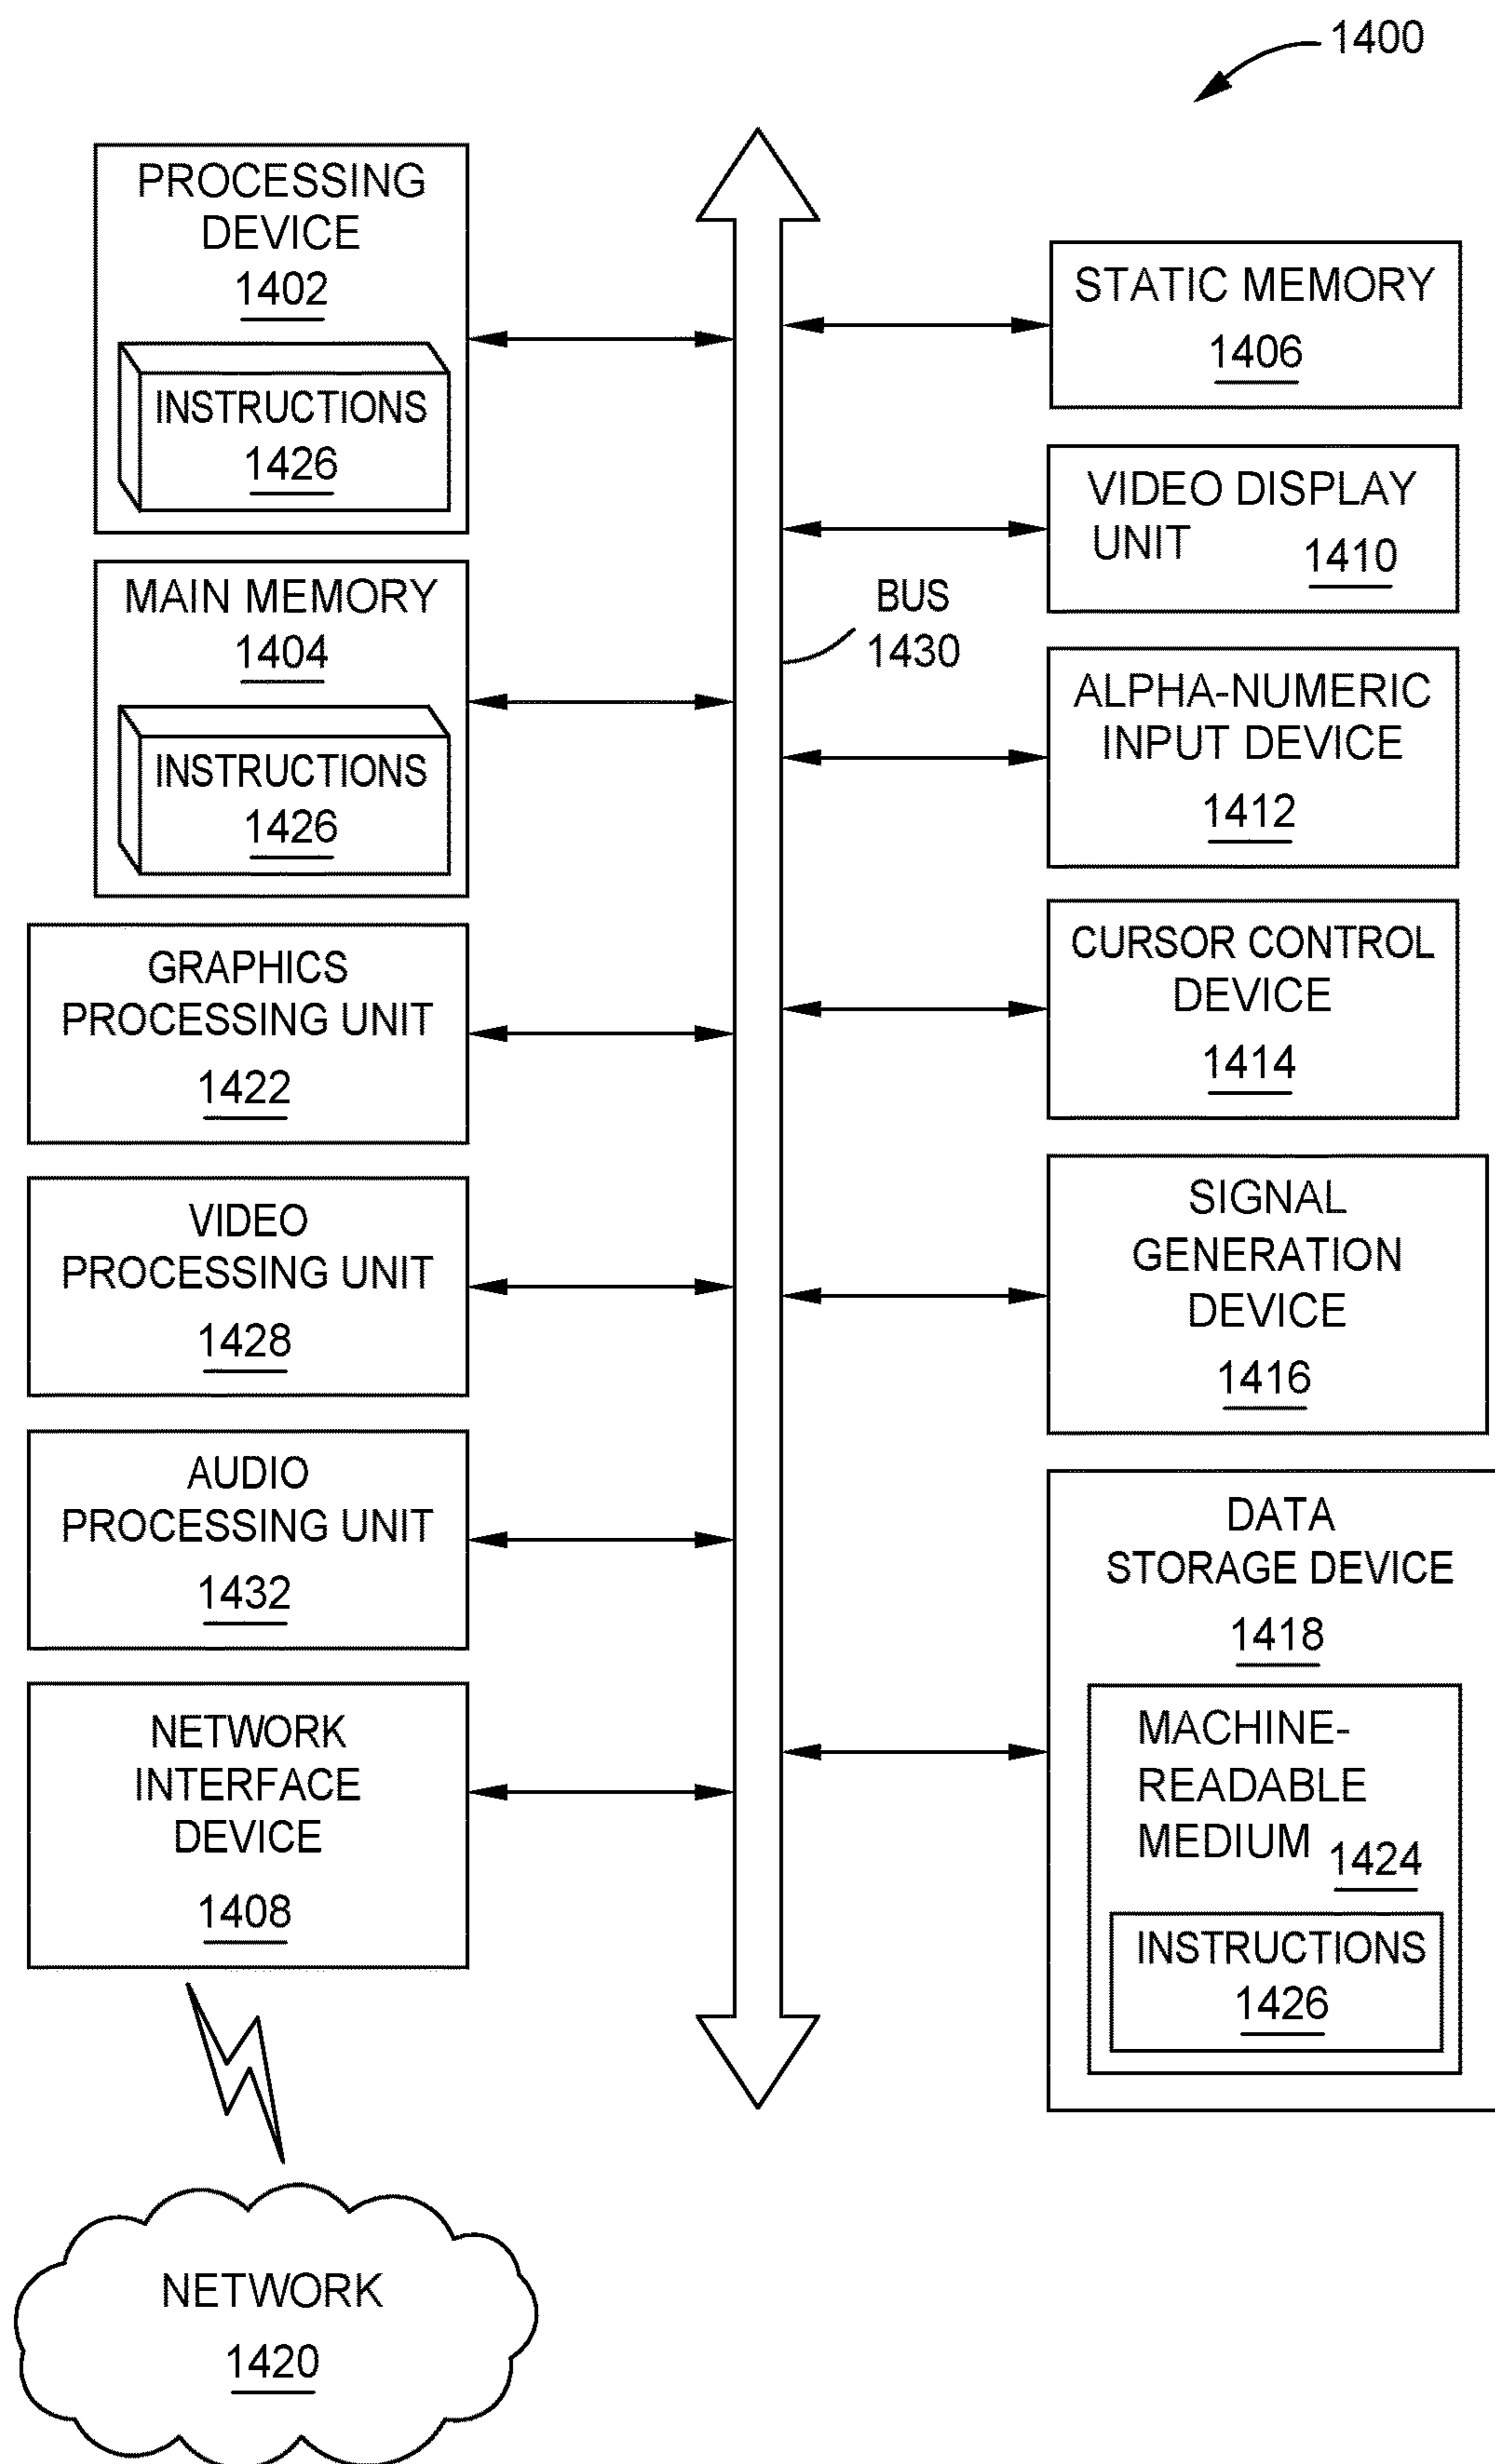 1400
PROCESSING
DEVICE
1402
INSTRUCTIONS
1426
MAIN MEMORY
1404
INSTRUCTIONS
1426
GRAPHICS
PROCESSING UNIT
1422
VIDEO
PROCESSING UNIT
1428
AUDIO
PROCESSING UNIT
1432
NETWORK
INTERFACE
DEVICE
1408
NETWORK
1420
BUS
1430
STATIC MEMORY
1406
VIDEO DISPLAY
UNIT 1410
ALPHA-NUMERIC
INPUT DEVICE
1412
CURSOR CONTROL
DEVICE
1414
SIGNAL
GENERATION
DEVICE
1416
DATA
STORAGE DEVICE
1418
MACHINE-
READABLE
MEDIUM 1424
INSTRUCTIONS
1426